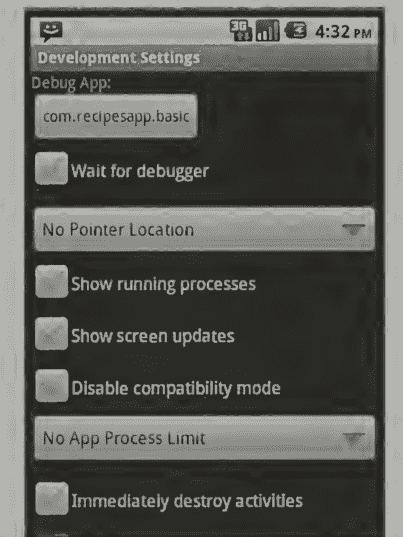 3G
4:32 PM
Development Settings
Debug App:
com.recipesapp.basic
Wait for debugger
No Pointer Location
Show running processes
Show screen updates
Disable compatibility mode
No App Process Limit
Immediately destroy activities